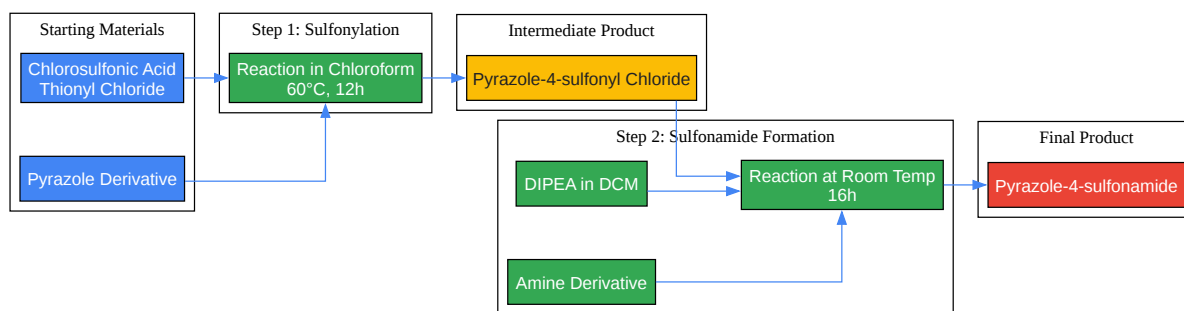 Starting Materials
Chlorosulfonic Acid
Thionyl Chloride
Pyrazole Derivative
Step 1: Sulfonylation
Reaction in Chloroform
60°C, 12h
Intermediate Product
Pyrazole-4-sulfonyl Chloride
Step 2: Sulfonamide Formation
DIPEA in DCM
Amine Derivative
Reaction at Room Temp
16h
Final Product
Pyrazole-4-sulfonamide